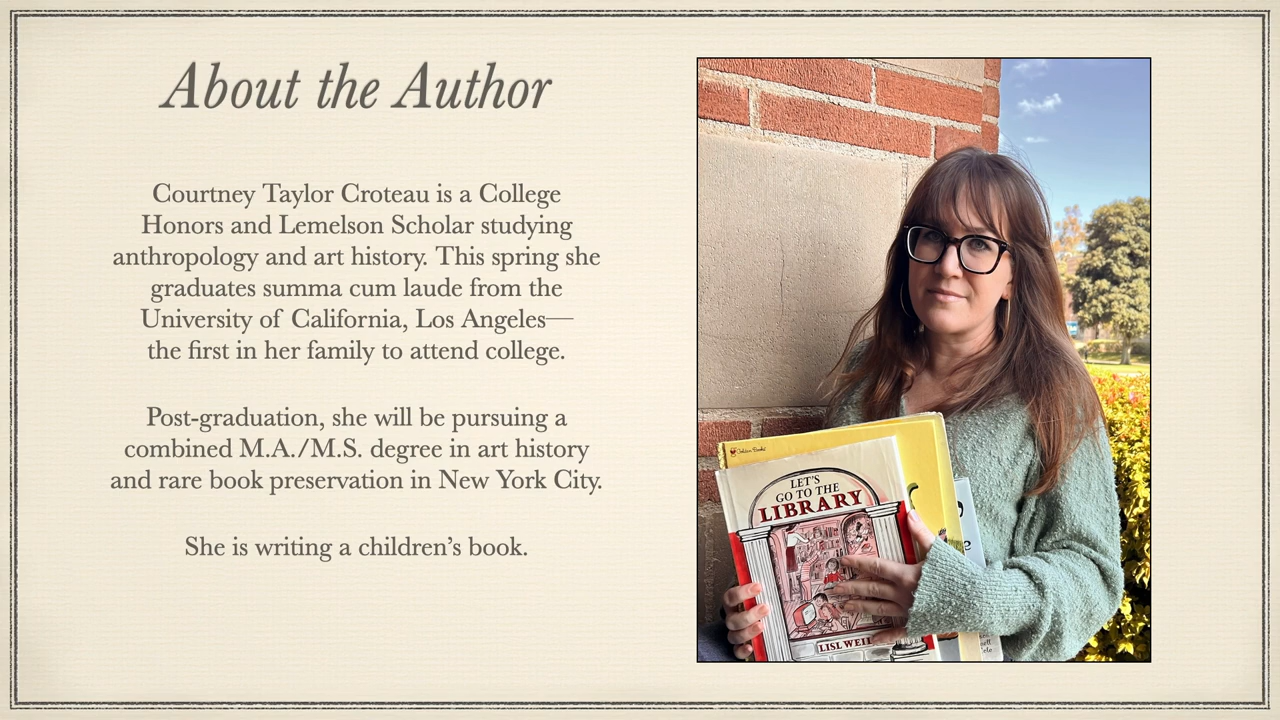 About the Author
Courtney Taylor Croteau is a College
Honors and Lemelson Scholar studying
anthropology and art history. This spring she
graduates summa cum laude from the
University of California, Los Angeles—
the first in her family to attend college.
Post-graduation, she will be pursuing a
combined M.A./M.S. degree in art history
and rare book preservation in New York City.
She is writing a children’s book.
Golden Books
LET'S
GO TO THE
LIBRARY
LISL WEIL